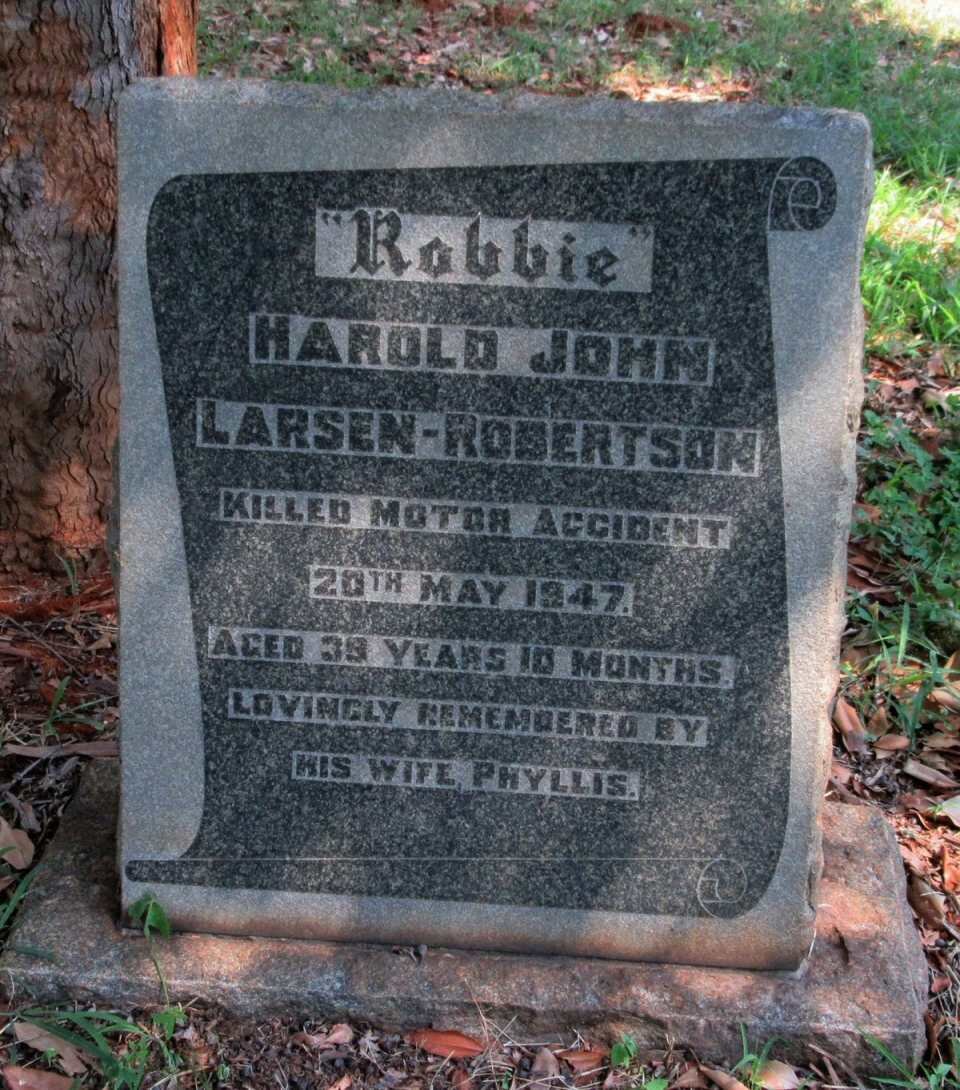 "Robbie"
HAROLD JOHN
LARSEN-ROBERTSON
KILLED MOTOR ACCIDENT
20TH MAY 1947.
AGED 39 YEARS 10 MONTHS.
LOVINGLY REMEMBERED BY
HIS WIFE, PHYLLIS.